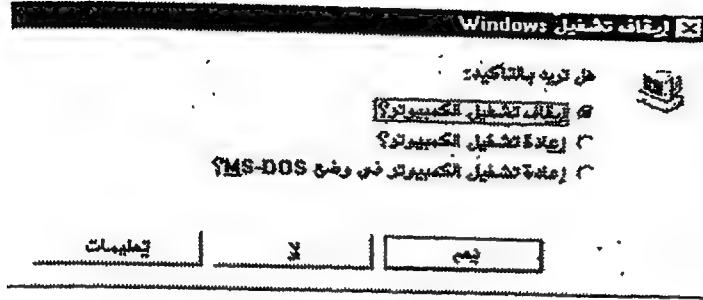 إيقاف تشغيل Windows
هل تريد بالتأكيد:
إيقاف تشغيل الكمبيوتر؟
إعادة تشغيل الكمبيوتر؟
إعادة تشغيل الكمبيوتر في وضع MS-DOS؟
نعم لا تعليمات